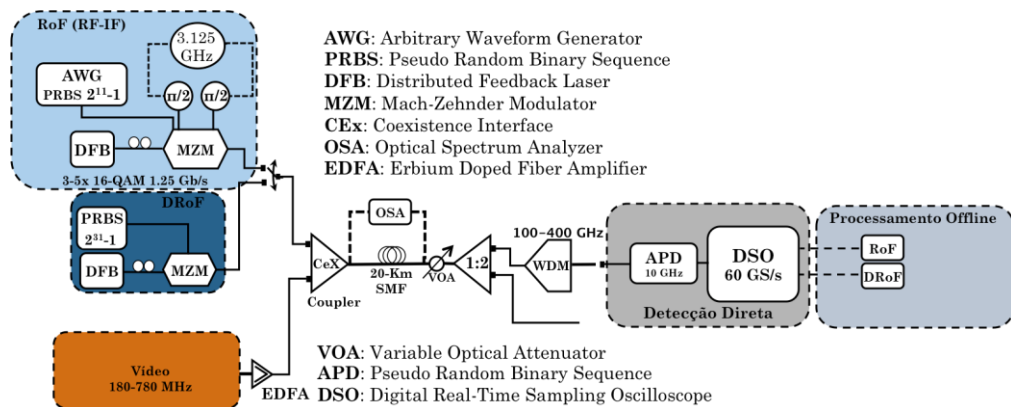 RoF (RF-IF)
3.125
GHz
AWG
PRBS 2¹¹-1
π/2
π/2
DFB
MZM
3-5x 16-QAM 1.25 Gb/s
AWG: Arbitrary Waveform Generator
PRBS: Pseudo Random Binary Sequence
DFB: Distributed Feedback Laser
MZM: Mach-Zehnder Modulator
CEx: Coexistence Interface
OSA: Optical Spectrum Analyzer
EDFA: Erbium Doped Fiber Amplifier
DRoF
PRBS
2³¹-1
DFB
MZM
CeX
Coupler
OSA
20-Km
SMF
VOA
1:2
100-400 GHz
WDM
APD
10 GHz
DSO
60 GS/s
Detecção Direta
Processamento Offline
RoF
DRoF
Vídeo
180-780 MHz
EDFA
VOA: Variable Optical Attenuator
APD: Pseudo Random Binary Sequence
DSO: Digital Real-Time Sampling Oscilloscope